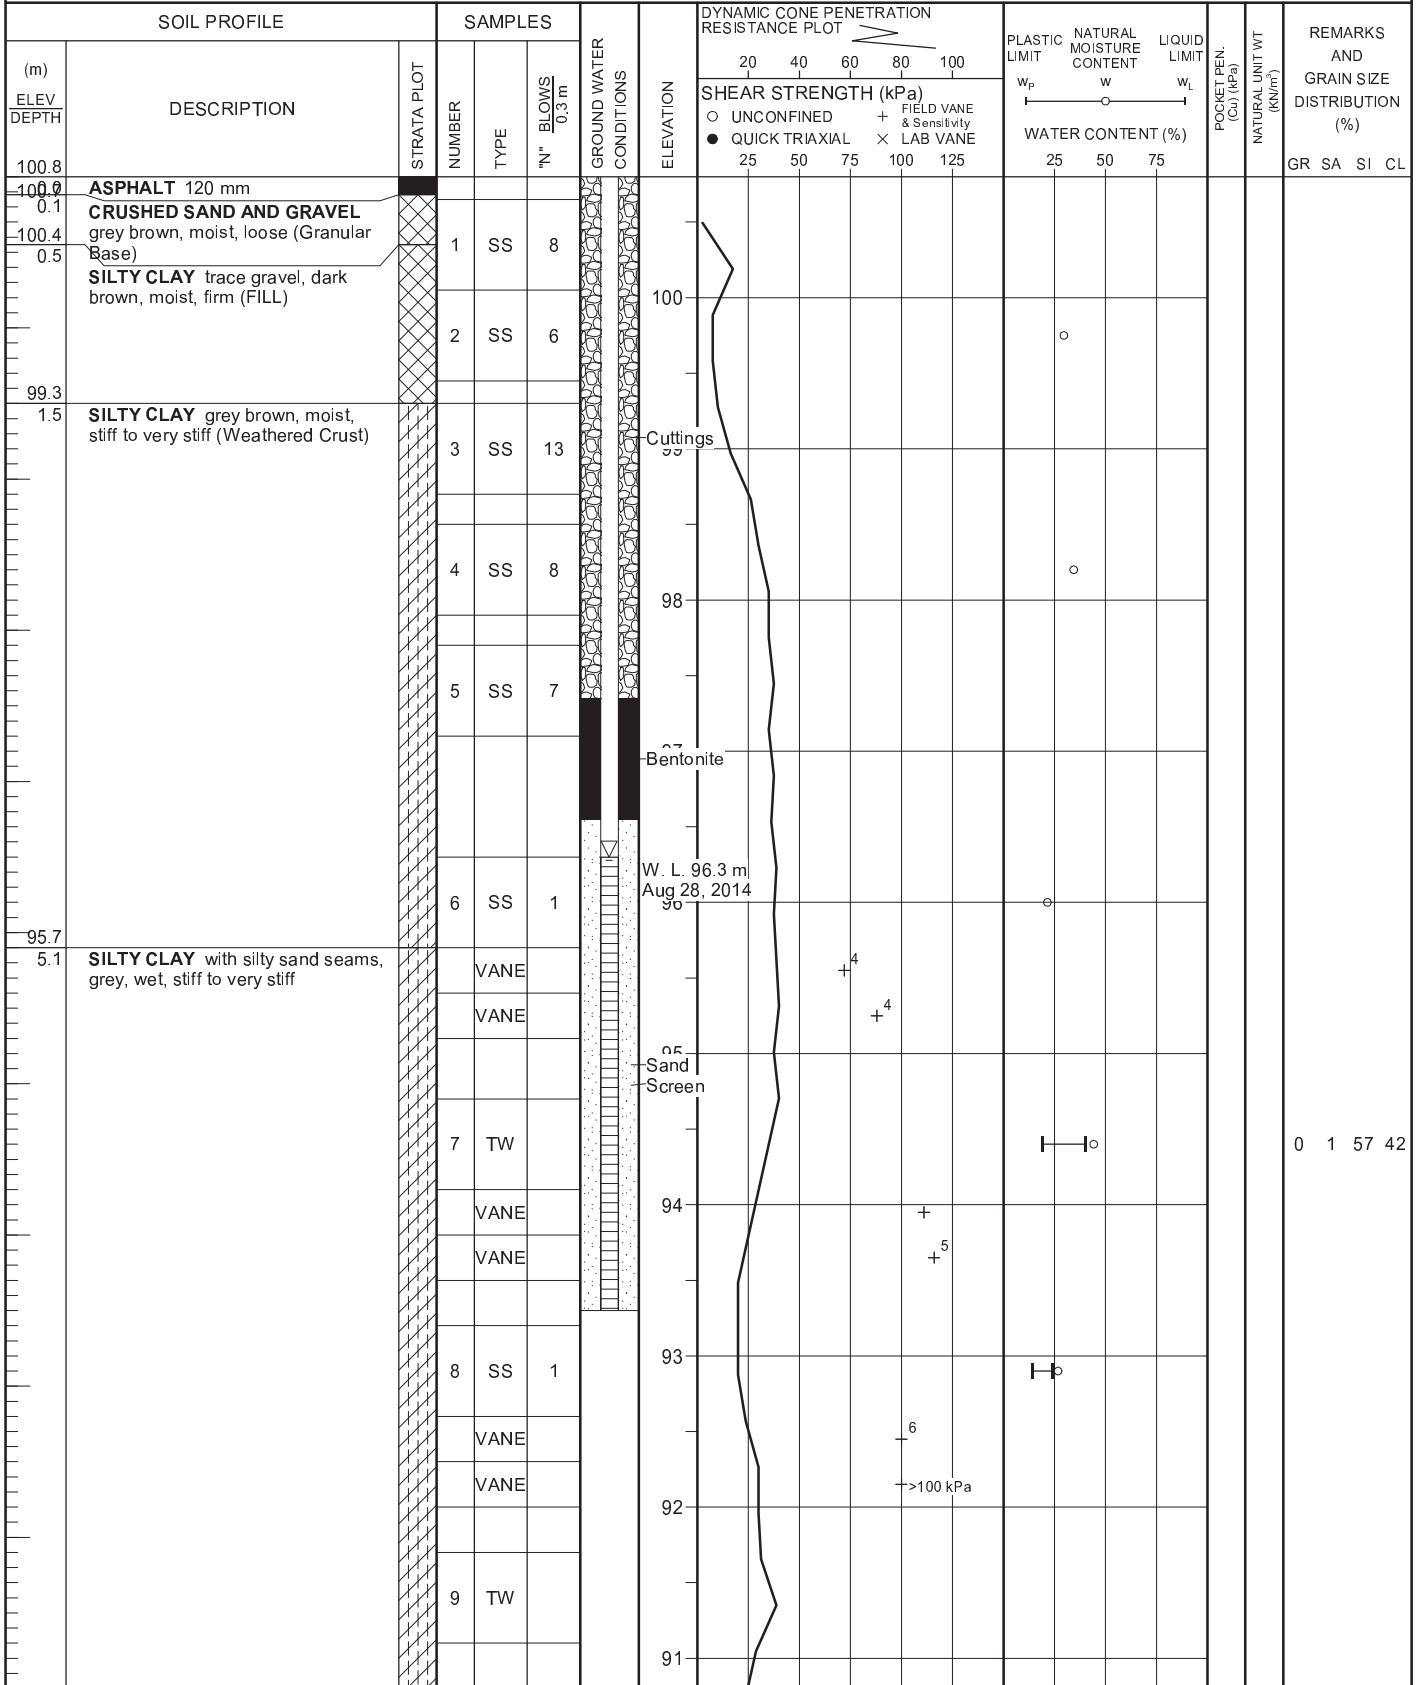 SOIL PROFILE
SAMPLES
(m)
ELEV
DEPTH
DESCRIPTION
STRATA PLOT
NUMBER
TYPE
"N" BLOWS
0.3 m
GROUND WATER
CONDITIONS
ELEVATION
DYNAMIC CONE PENETRATION
RESISTANCE PLOT
20 40 60 80 100
SHEAR STRENGTH (kPa)
UNCONFINED
FIELD VANE
& Sensitivity
QUICK TRIAXIAL
LAB VANE
25 50 75 100 125
PLASTIC
LIMIT
NATURAL
MOISTURE
CONTENT
LIQUID
LIMIT
wP w wL
WATER CONTENT (%)
25 50 75
POCKET PEN.
(Cu) (kPa)
NATURAL UNIT WT
(KN/m³)
REMARKS
AND
GRAIN SIZE
DISTRIBUTION
(%)
GR SA SI CL
100.8
0.0
100.7
0.1
ASPHALT 120 mm
CRUSHED SAND AND GRAVEL
grey brown, moist, loose (Granular
Base)
100.4
0.5
SILTY CLAY trace gravel, dark
brown, moist, firm (FILL)
1 SS 8
100
2 SS 6
99.3
1.5
SILTY CLAY grey brown, moist,
stiff to very stiff (Weathered Crust)
3 SS 13
Cuttings
99
4 SS 8
98
5 SS 7
97
Bentonite
W. L. 96.3 m
Aug 28, 2014
6 SS 1
96
95.7
5.1
SILTY CLAY with silty sand seams,
grey, wet, stiff to very stiff
VANE
4
VANE
4
95
Sand
Screen
7 TW
0 1 57 42
94
VANE
VANE
5
93
8 SS 1
VANE
6
VANE
>100 kPa
92
9 TW
91